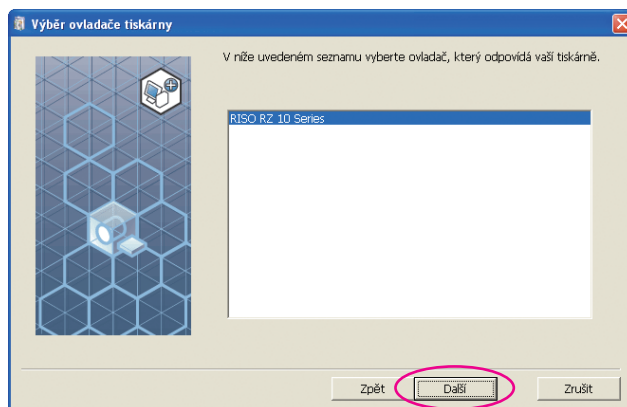 Výběr ovladače tiskárny
V níže uvedeném seznamu vyberte ovladač, který odpovídá vaší tiskárně.
RISO RZ 10 Series
Zpět
Další
Zrušit